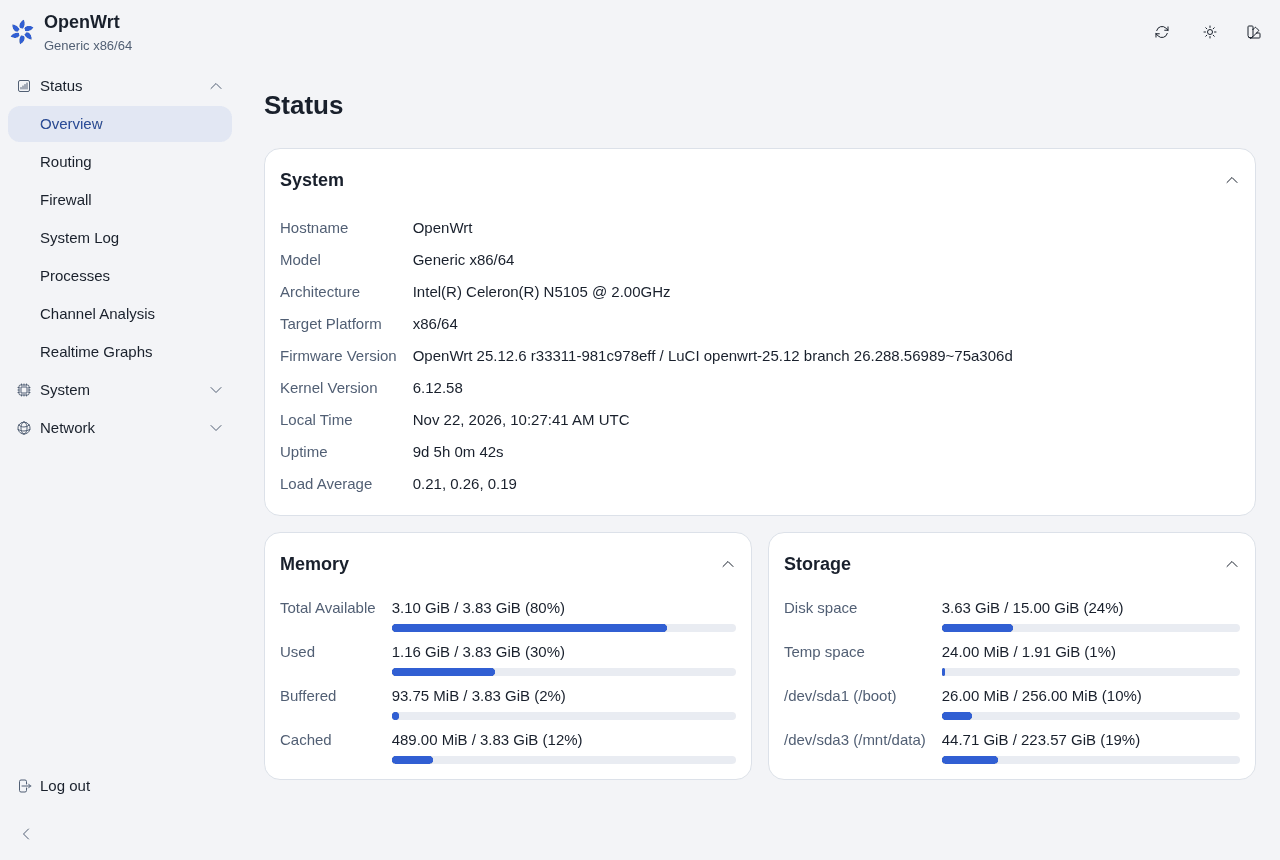 OpenWrt
Generic x86/64
Status
Overview
Routing
Firewall
System Log
Processes
Channel Analysis
Realtime Graphs
System
Network
Log out
Status
System
Hostname OpenWrt
Model Generic x86/64
Architecture Intel(R) Celeron(R) N5105 @ 2.00GHz
Target Platform x86/64
Firmware Version OpenWrt 25.12.6 r33311-981c978eff / LuCI openwrt-25.12 branch 26.288.56989~75a306d
Kernel Version 6.12.58
Local Time Nov 22, 2026, 10:27:41 AM UTC
Uptime 9d 5h 0m 42s
Load Average 0.21, 0.26, 0.19
Memory
Total Available 3.10 GiB / 3.83 GiB (80%)
Used 1.16 GiB / 3.83 GiB (30%)
Buffered 93.75 MiB / 3.83 GiB (2%)
Cached 489.00 MiB / 3.83 GiB (12%)
Storage
Disk space 3.63 GiB / 15.00 GiB (24%)
Temp space 24.00 MiB / 1.91 GiB (1%)
/dev/sda1 (/boot) 26.00 MiB / 256.00 MiB (10%)
/dev/sda3 (/mnt/data) 44.71 GiB / 223.57 GiB (19%)